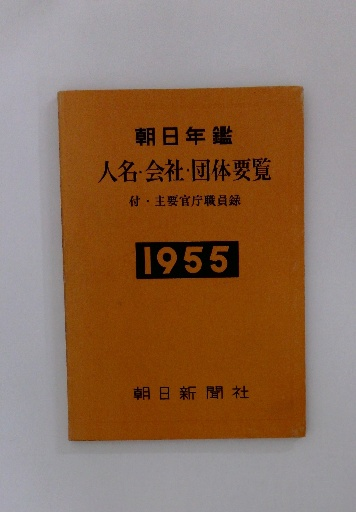 朝日年鑑
人名·会社·団体要覧
付·主要官庁職員録
1955
朝日新聞社